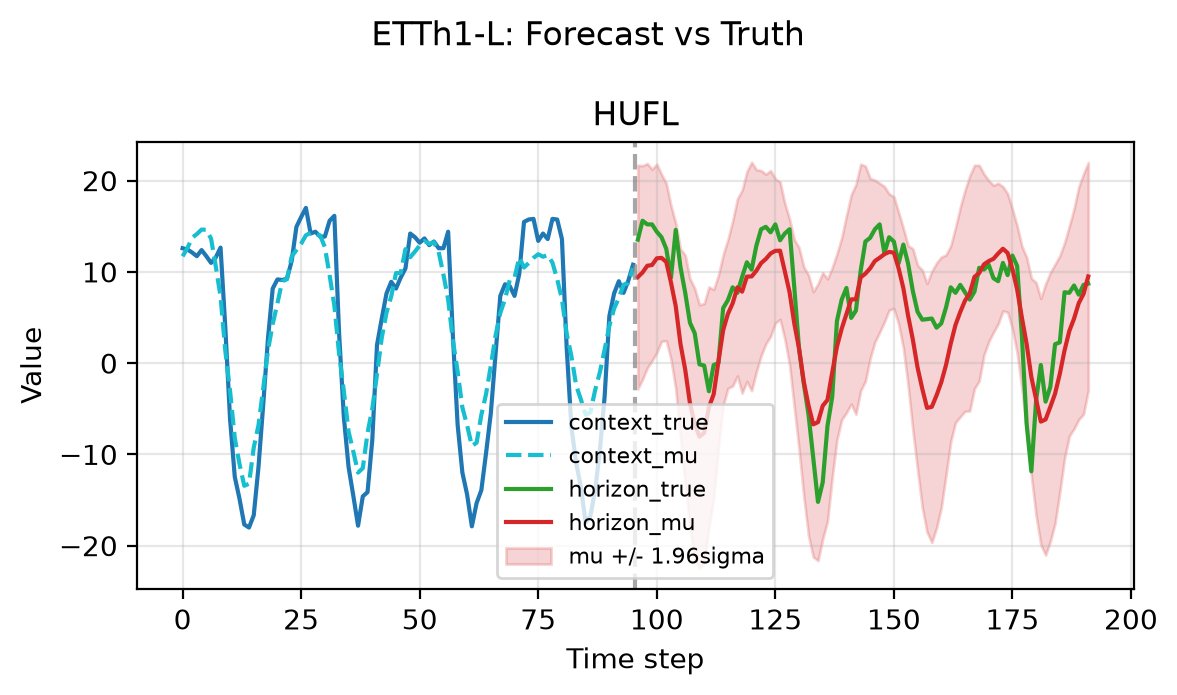 ETTh1-L: Forecast vs Truth
HUFL
Value
20
10
0
−10
−20
context_true
context_mu
horizon_true
horizon_mu
mu +/- 1.96sigma
0 25 50 75 100 125 150 175 200
Time step